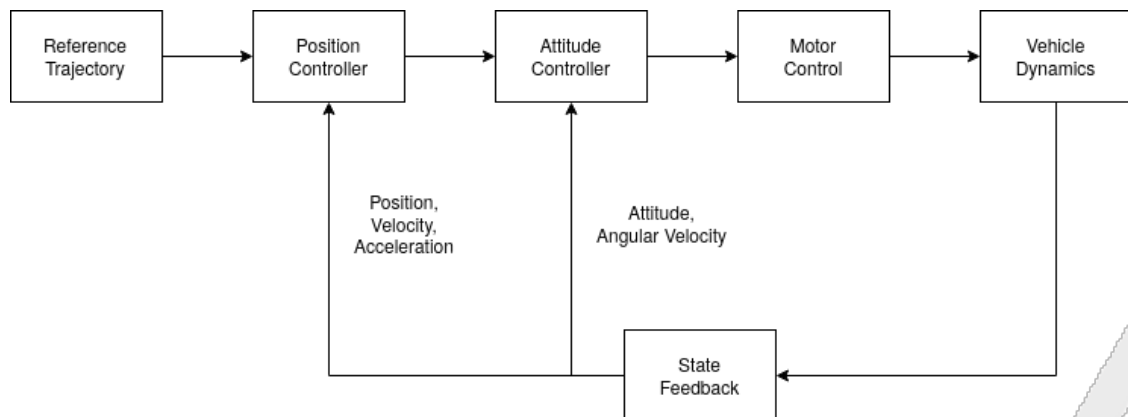 Reference
Trajectory
Position
Controller
Attitude
Controller
Motor
Control
Vehicle
Dynamics
Position,
Velocity,
Acceleration
Attitude,
Angular Velocity
State
Feedback